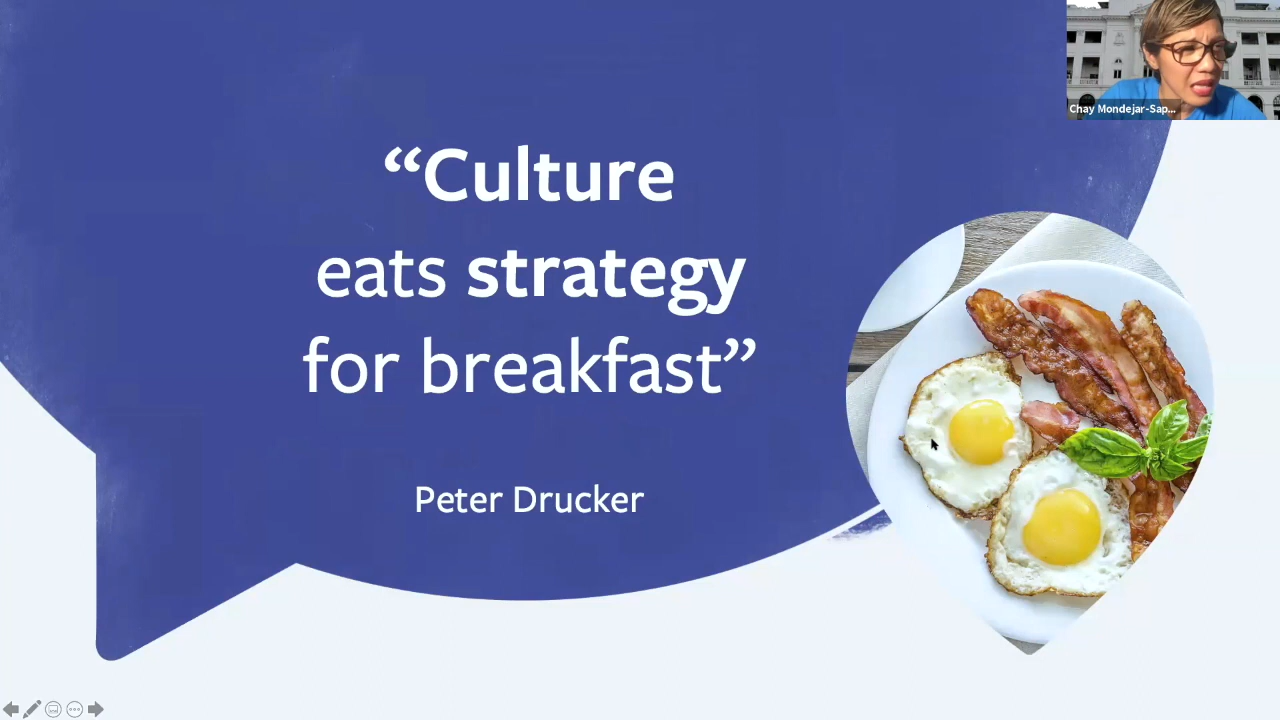 Chay Mondejar-Sap...
“Culture
eats strategy
for breakfast”
Peter Drucker